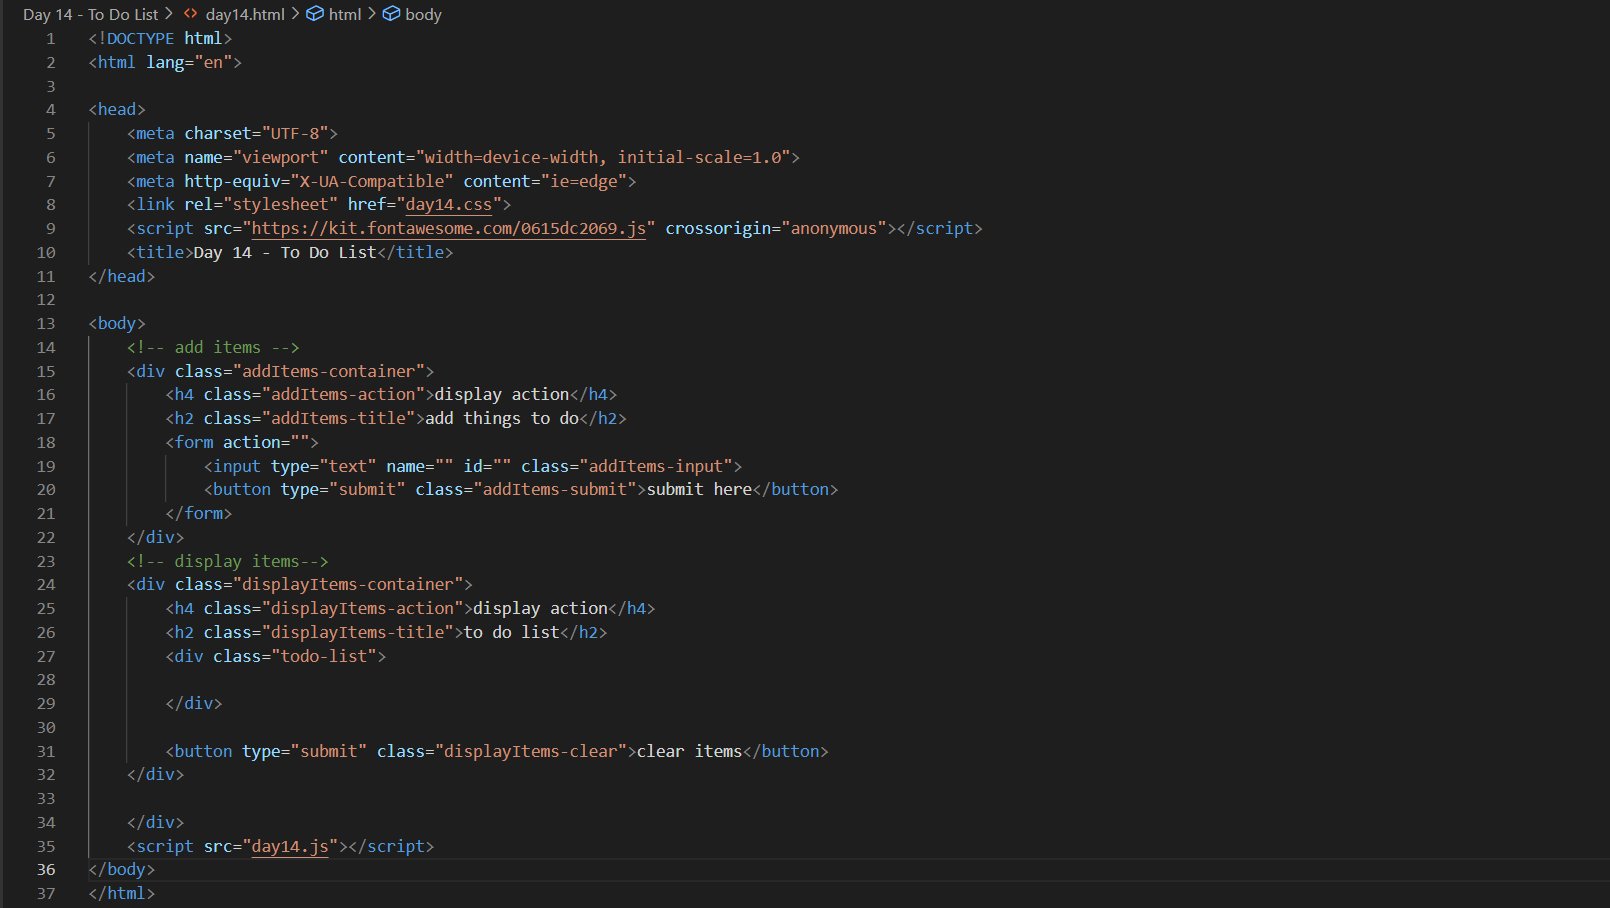 Day 14 - To Do List > <> day14.html > html > body
1 <!DOCTYPE html>
2 <html lang="en">
3
4 <head>
5     <meta charset="UTF-8">
6     <meta name="viewport" content="width=device-width, initial-scale=1.0">
7     <meta http-equiv="X-UA-Compatible" content="ie=edge">
8     <link rel="stylesheet" href="day14.css">
9     <script src="https://kit.fontawesome.com/0615dc2069.js" crossorigin="anonymous"></script>
10     <title>Day 14 - To Do List</title>
11 </head>
12
13 <body>
14     <!-- add items -->
15     <div class="addItems-container">
16         <h4 class="addItems-action">display action</h4>
17         <h2 class="addItems-title">add things to do</h2>
18         <form action="">
19             <input type="text" name="" id="" class="addItems-input">
20             <button type="submit" class="addItems-submit">submit here</button>
21         </form>
22     </div>
23     <!-- display items-->
24     <div class="displayItems-container">
25         <h4 class="displayItems-action">display action</h4>
26         <h2 class="displayItems-title">to do list</h2>
27         <div class="todo-list">
28
29         </div>
30
31         <button type="submit" class="displayItems-clear">clear items</button>
32     </div>
33
34     </div>
35     <script src="day14.js"></script>
36 </body>
37 </html>